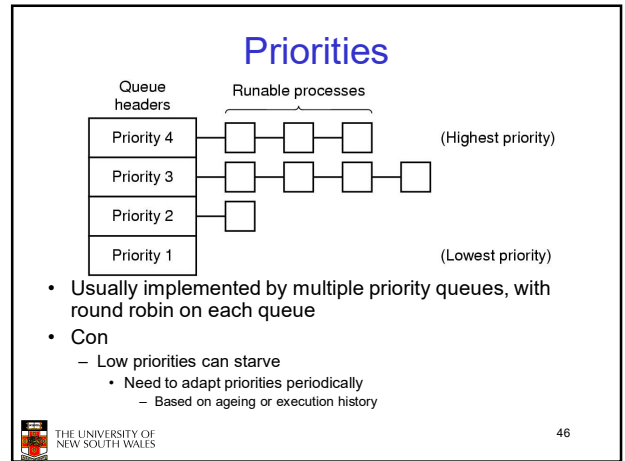 Priorities
Queue headers
Runable processes
Priority 4
(Highest priority)
Priority 3
Priority 2
Priority 1
(Lowest priority)
• Usually implemented by multiple priority queues, with
round robin on each queue
• Con
– Low priorities can starve
• Need to adapt priorities periodically
– Based on ageing or execution history
THE UNIVERSITY OF
NEW SOUTH WALES
46